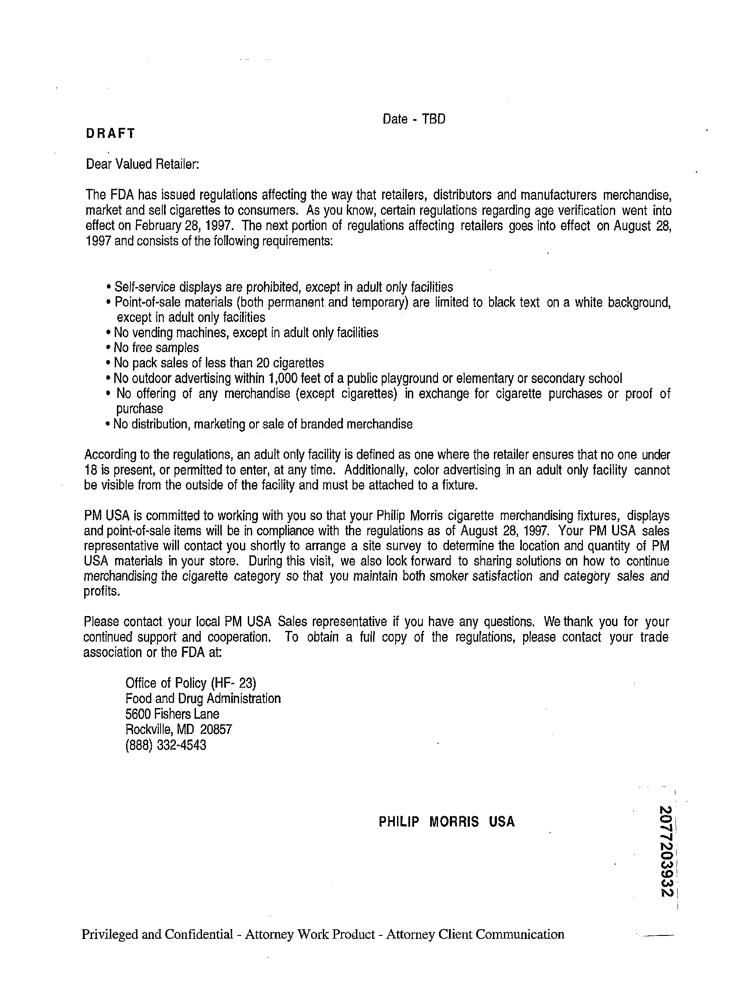 Date - TBD
DRAFT
Dear Valued Retailer:
The FDA has issued regulations affecting the way that retailers, distributors and manufacturers merchandise,
market and sell cigarettes to consumers. As you know, certain regulations regarding age verification went into
effect on February 28, 1997. The next portion of regulations affecting retailers goes into effect on August 28,
1997 and consists of the following requirements:
• Self-service displays are prohibited, except in adult only facilities
• Point-of-sale materials (both permanent and temporary) are limited to black text on a white background,
except in adult only facilities
• No vending machines, except in adult only facilities
• No free samples
• No pack sales of less than 20 cigarettes
• No outdoor advertising within 1,000 feet of a public playground or elementary or secondary school
• No offering of any merchandise (except cigarettes) in exchange for cigarette purchases or proof of
purchase
• No distribution, marketing or sale of branded merchandise
According to the regulations, an adult only facility is defined as one where the retailer ensures that no one under
18 is present, or permitted to enter, at any time. Additionally, color advertising in an adult only facility cannot
be visible from the outside of the facility and must be attached to a fixture.
PM USA is committed to working with you so that your Philip Morris cigarette merchandising fixtures, displays
and point-of-sale items will be in compliance with the regulations as of August 28, 1997. Your PM USA sales
representative will contact you shortly to arrange a site survey to determine the location and quantity of PM
USA materials in your store. During this visit, we also look forward to sharing solutions on how to continue
merchandising the cigarette category so that you maintain both smoker satisfaction and category sales and
profits.
Please contact your local PM USA Sales representative if you have any questions. We thank you for your
continued support and cooperation. To obtain a full copy of the regulations, please contact your trade
association or the FDA at:
Office of Policy (HF- 23)
Food and Drug Administration
5600 Fishers Lane
Rockville, MD 20857
(888) 332-4543
PHILIP MORRIS USA
2077203932
Privileged and Confidential - Attorney Work Product - Attorney Client Communication